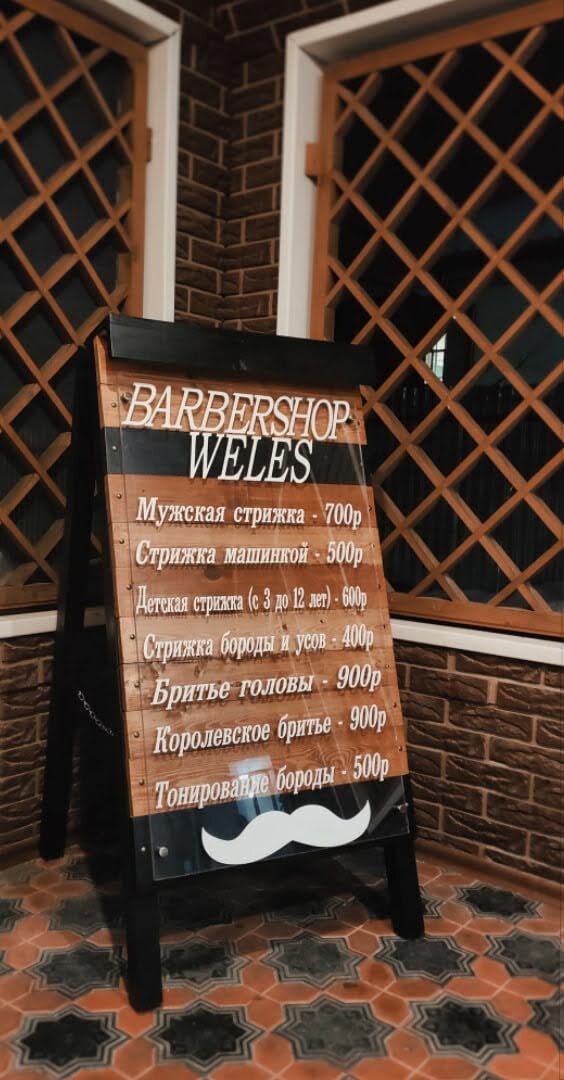 BARBERSHOP
WELES
Мужская стрижка - 700р
Стрижка машинкой - 500р
Детская стрижка (с 3 до 12 лет) - 600р
Стрижка бороды и усов - 400р
Бритье головы - 900р
Королевское бритье - 900р
Тонирование бороды - 500р